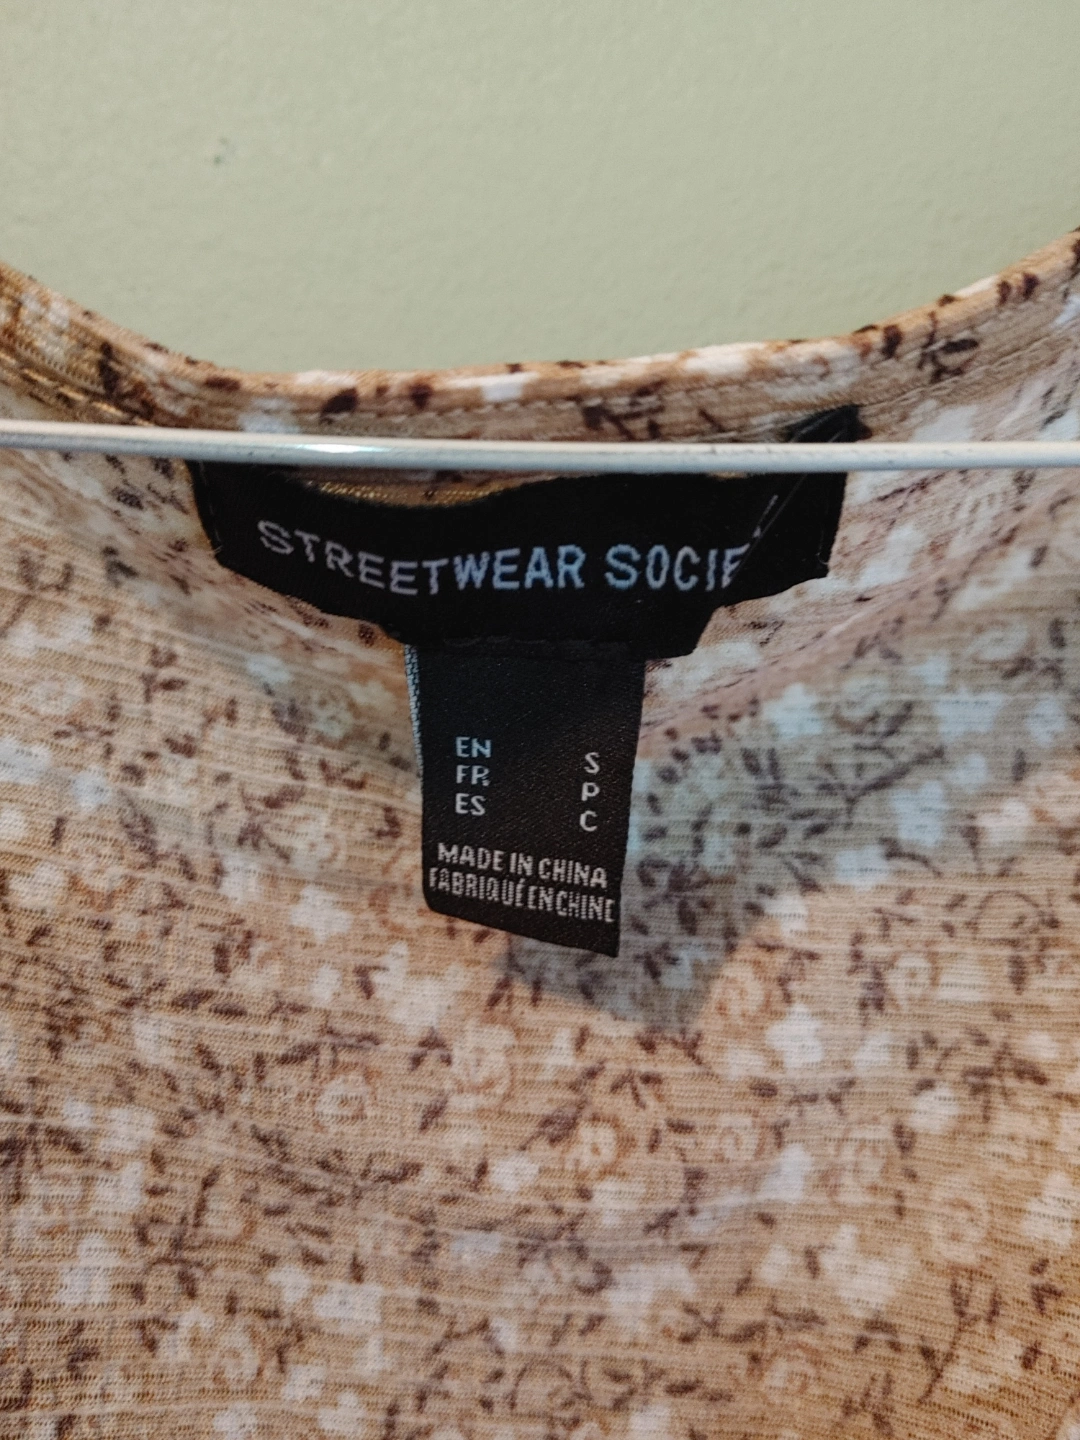 STREETWEAR SOCIE
EN S
FR P
ES C
MADE IN CHINA
FABRIQUÉ EN CHINE